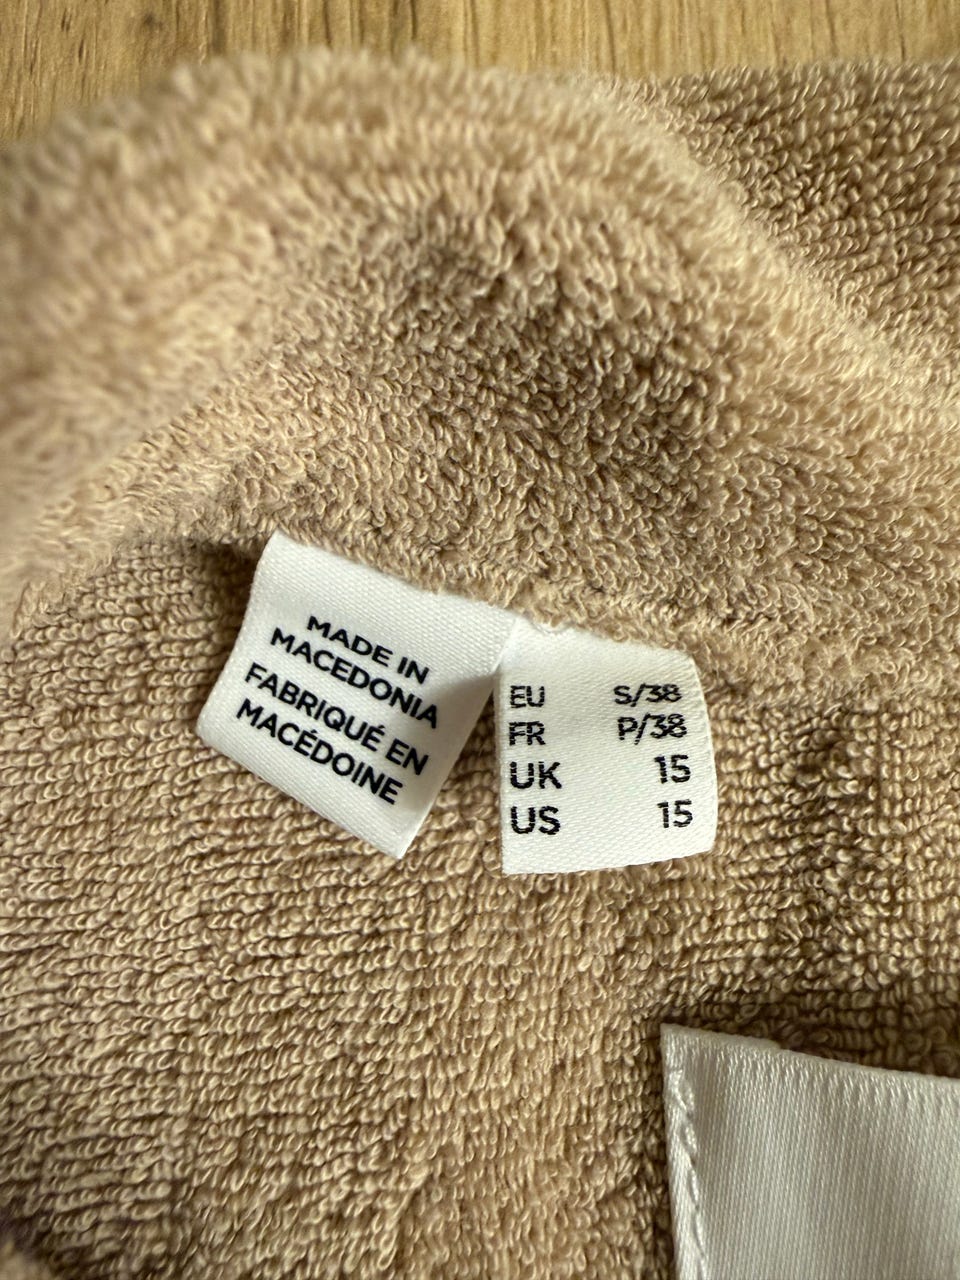 MADE IN
MACEDONIA
FABRIQUÉ EN
MACÉDOINE
EU S/38
FR P/38
UK 15
US 15